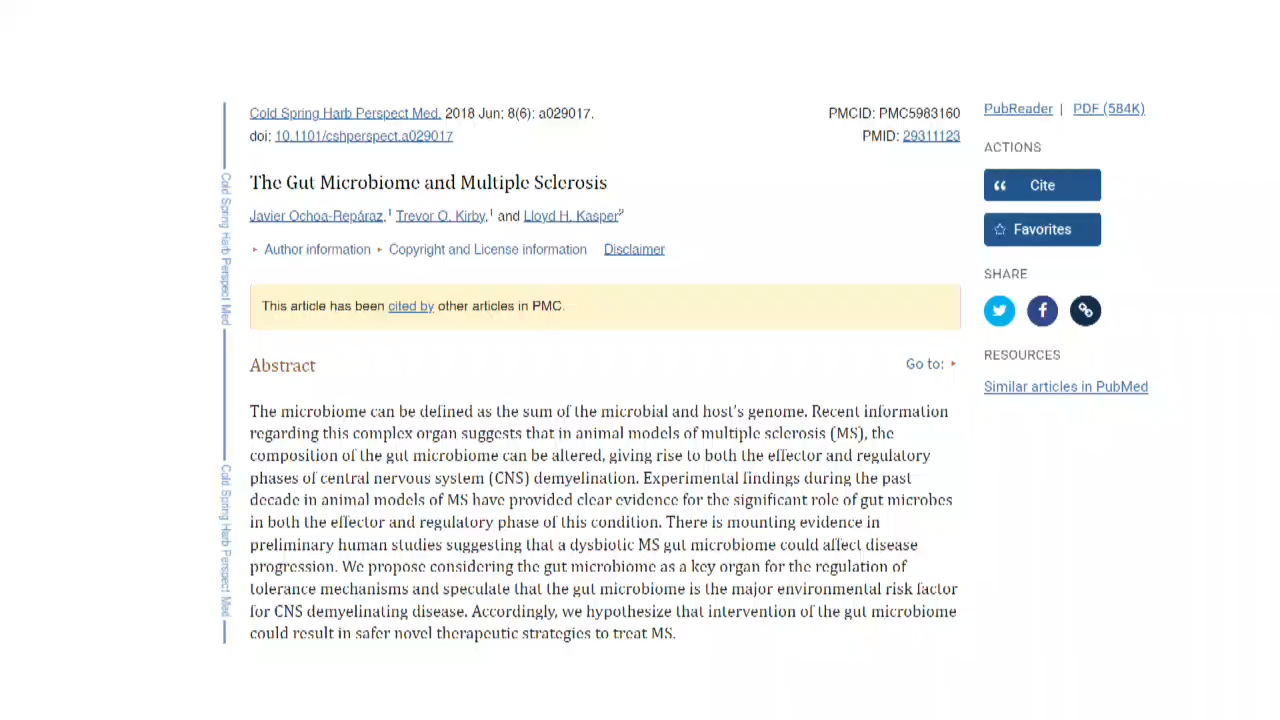 Cold Spring Harb Perspect Med. 2018 Jun; 8(6): a029017.
doi: 10.1101/cshperspect.a029017
PMCID: PMC5983160
PMID: 29311123
The Gut Microbiome and Multiple Sclerosis
Javier Ochoa-Repáraz,1 Trevor O. Kirby,1 and Lloyd H. Kasper2
Author information Copyright and License information Disclaimer
This article has been cited by other articles in PMC.
Abstract
Go to:
The microbiome can be defined as the sum of the microbial and host's genome. Recent information
regarding this complex organ suggests that in animal models of multiple sclerosis (MS), the
composition of the gut microbiome can be altered, giving rise to both the effector and regulatory
phases of central nervous system (CNS) demyelination. Experimental findings during the past
decade in animal models of MS have provided clear evidence for the significant role of gut microbes
in both the effector and regulatory phase of this condition. There is mounting evidence in
preliminary human studies suggesting that a dysbiotic MS gut microbiome could affect disease
progression. We propose considering the gut microbiome as a key organ for the regulation of
tolerance mechanisms and speculate that the gut microbiome is the major environmental risk factor
for CNS demyelinating disease. Accordingly, we hypothesize that intervention of the gut microbiome
could result in safer novel therapeutic strategies to treat MS.
Cold Spring Harb Perspect Med
Cold Spring Harb Perspect Med
PubReader | PDF (584K)
ACTIONS
Cite
Favorites
SHARE
RESOURCES
Similar articles in PubMed